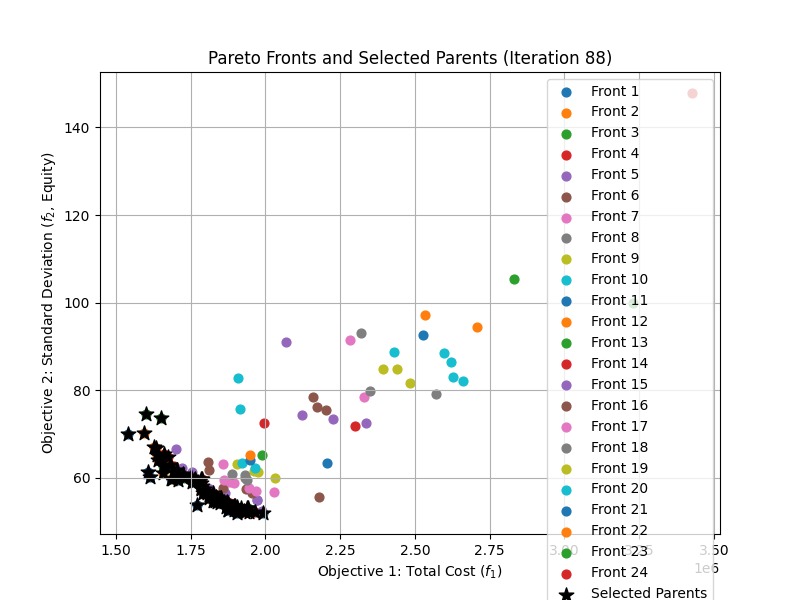 Pareto Fronts and Selected Parents (Iteration 88)
Objective 2: Standard Deviation (f₂, Equity)
140
120
100
80
60
1.50 1.75 2.00 2.25 2.50 2.75 3.00 3.25 3.50
1e6
Objective 1: Total Cost (f₁)
Front 1
Front 2
Front 3
Front 4
Front 5
Front 6
Front 7
Front 8
Front 9
Front 10
Front 11
Front 12
Front 13
Front 14
Front 15
Front 16
Front 17
Front 18
Front 19
Front 20
Front 21
Front 22
Front 23
Front 24
Selected Parents